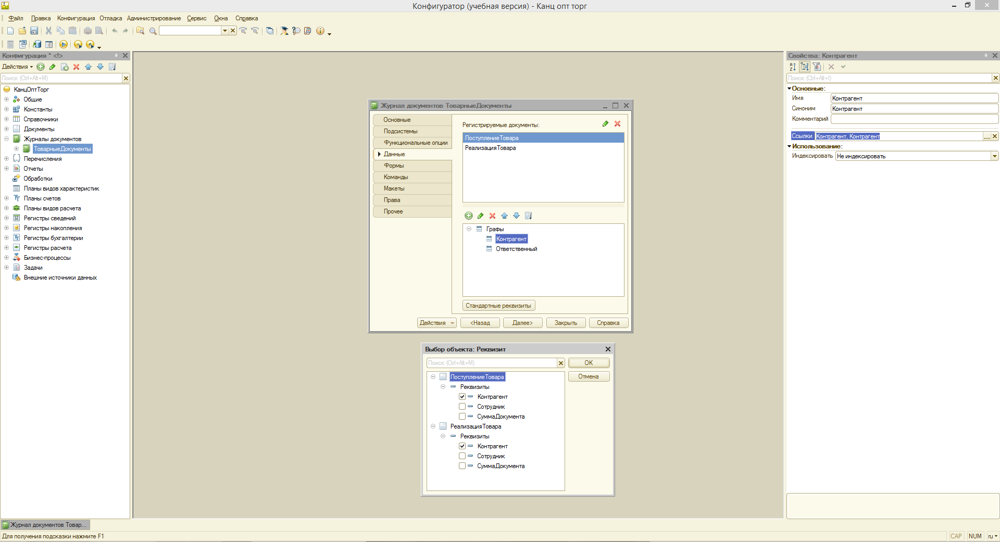 Конфигуратор (учебная версия) - Канц опт торг
Файл Правка Конфигурация Отладка Администрирование Сервис Окна Справка
Конфигурация * <!>
Действия
Поиск (Ctrl+Alt+M)
КанцОптТорг
Общие
Константы
Справочники
Документы
Журналы документов
ТоварныеДокументы
Перечисления
Отчеты
Обработки
Планы видов характеристик
Планы счетов
Планы видов расчета
Регистры сведений
Регистры накопления
Регистры бухгалтерии
Регистры расчета
Бизнес-процессы
Задачи
Внешние источники данных
Журнал документов ТоварныеДокументы
Основные
Подсистемы
Функциональные опции
Данные
Формы
Команды
Макеты
Права
Прочее
Регистрируемые документы:
ПоступлениеТовара
РеализацияТовара
Графы
Контрагент
Ответственный
Стандартные реквизиты
Действия <Назад Далее> Закрыть Справка
Выбор объекта: Реквизит
Поиск (Ctrl+Alt+M) OK
Отмена
ПоступлениеТовара
Реквизиты
Контрагент
Сотрудник
СуммаДокумента
РеализацияТовара
Реквизиты
Контрагент
Сотрудник
СуммаДокумента
Свойства: Контрагент
Поиск (Ctrl+Alt+I)
Основные:
Имя Контрагент
Синоним Контрагент
Комментарий
Ссылки Контрагент, Контрагент ...
Использование:
Индексировать Не индексировать
Журнал документов Товар...
Для получения подсказки нажмите F1
CAP NUM ru